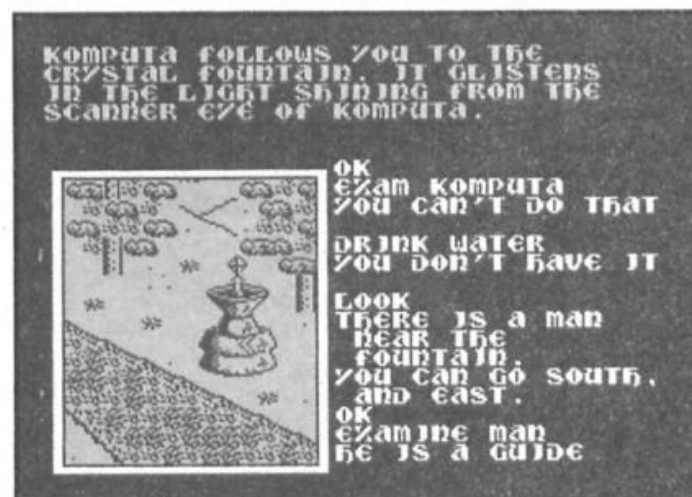 KOMPUTA FOLLOWS YOU TO THE
CRYSTAL FOUNTAIN. IT GLISTENS
IN THE LIGHT SHINING FROM THE
SCANNER EYE OF KOMPUTA.
OK
EXAM KOMPUTA
YOU CAN'T DO THAT
DRINK WATER
YOU DON'T HAVE IT
LOOK
THERE IS A MAN
NEAR THE
FOUNTAIN.
YOU CAN GO SOUTH,
AND EAST.
OK
EXAMINE MAN
HE IS A GUIDE